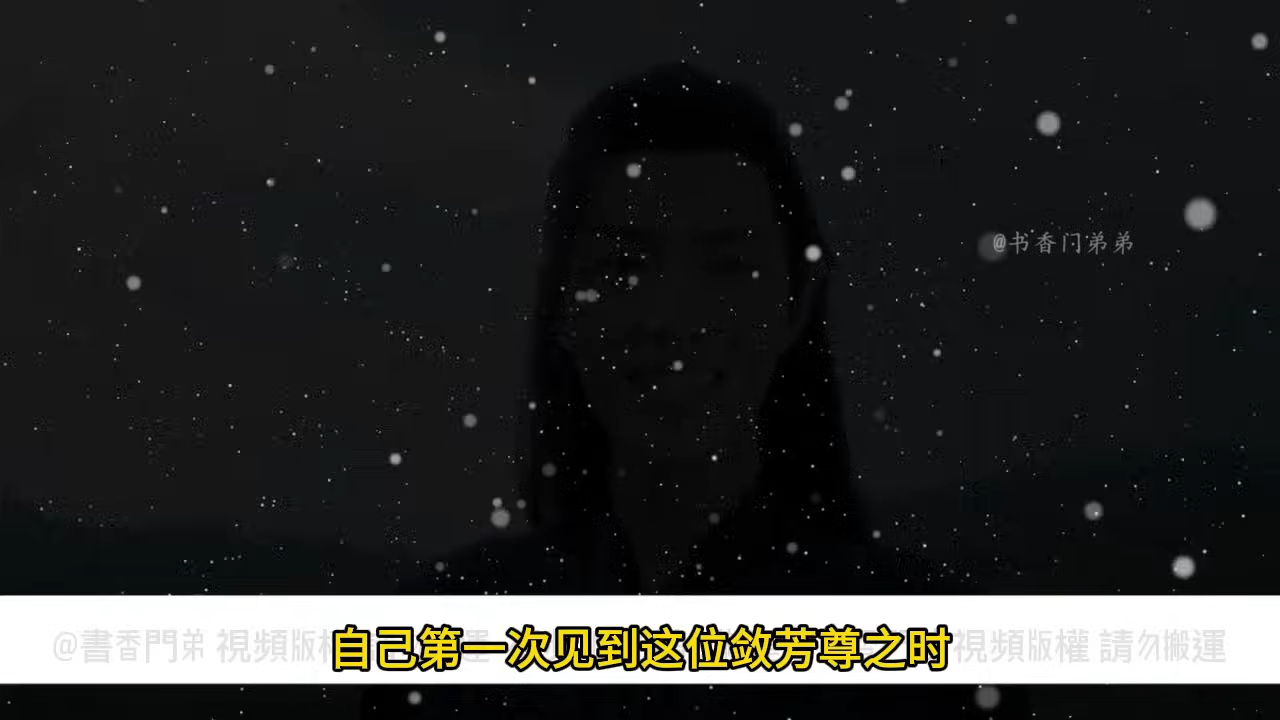 @书香门弟弟
@書香門弟 視頻版權
視頻版權 請勿搬運
自己第一次见到这位敛芳尊之时